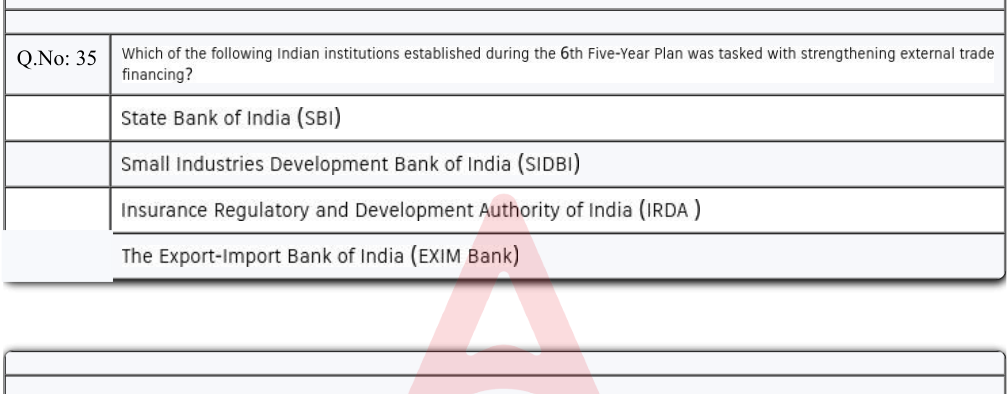 Q.No: 35
Which of the following Indian institutions established during the 6th Five-Year Plan was tasked with strengthening external trade
financing?
State Bank of India (SBI)
Small Industries Development Bank of India (SIDBI)
Insurance Regulatory and Development Authority of India (IRDA )
The Export-Import Bank of India (EXIM Bank)